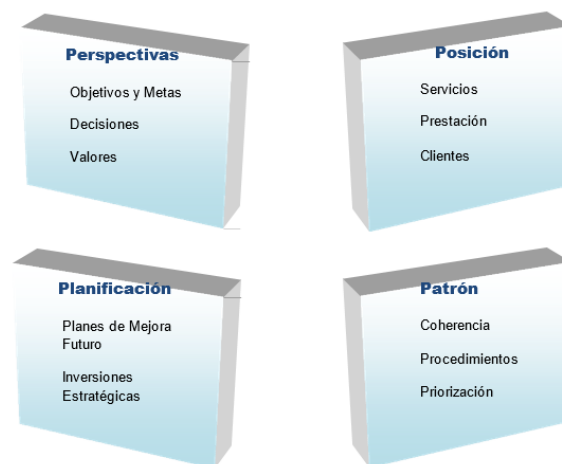 Perspectivas
Objetivos y Metas
Decisiones
Valores
Posición
Servicios
Prestación
Clientes
Planificación
Planes de Mejora
Futuro
Inversiones
Estratégicas
Patrón
Coherencia
Procedimientos
Priorización